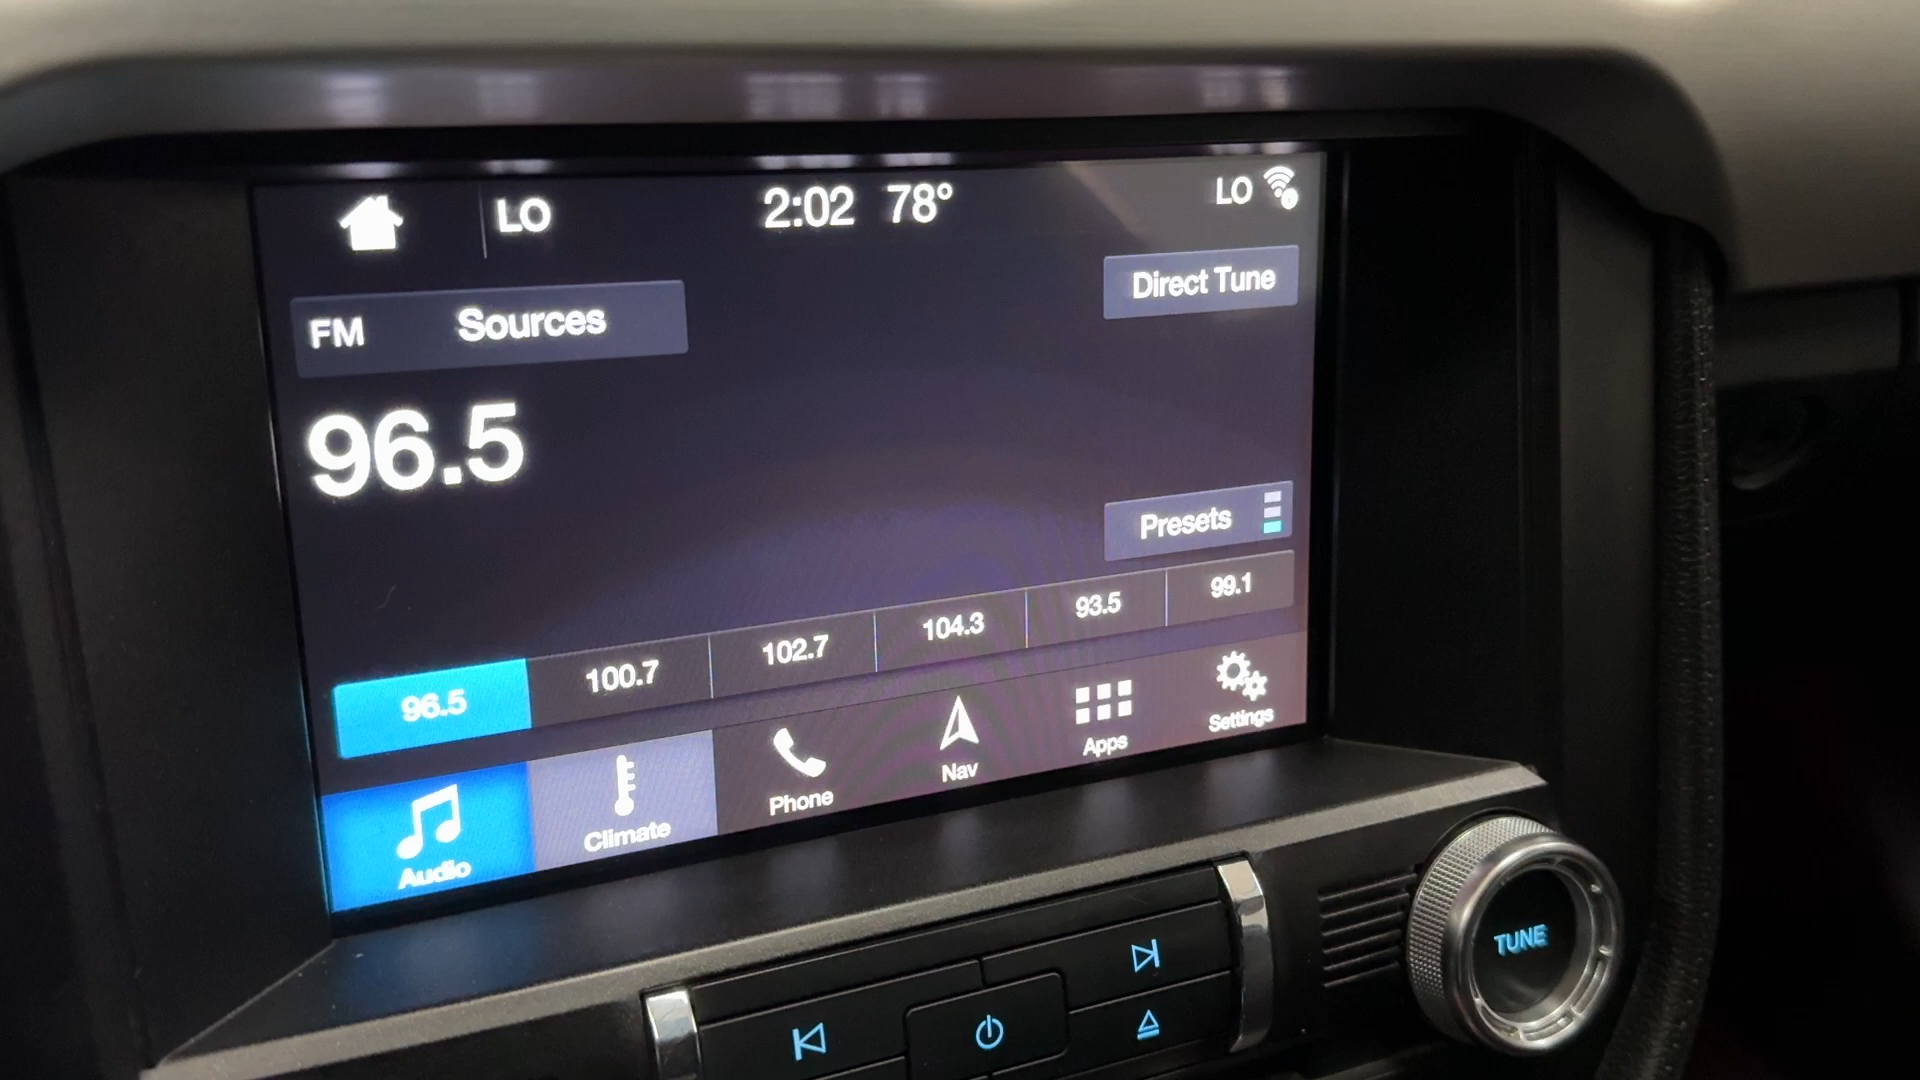 LO 2:02 78° LO
FM Sources
Direct Tune
96.5
Presets
96.5 100.7 102.7 104.3 93.5 99.1
Audio Climate Phone Nav Apps Settings
TUNE